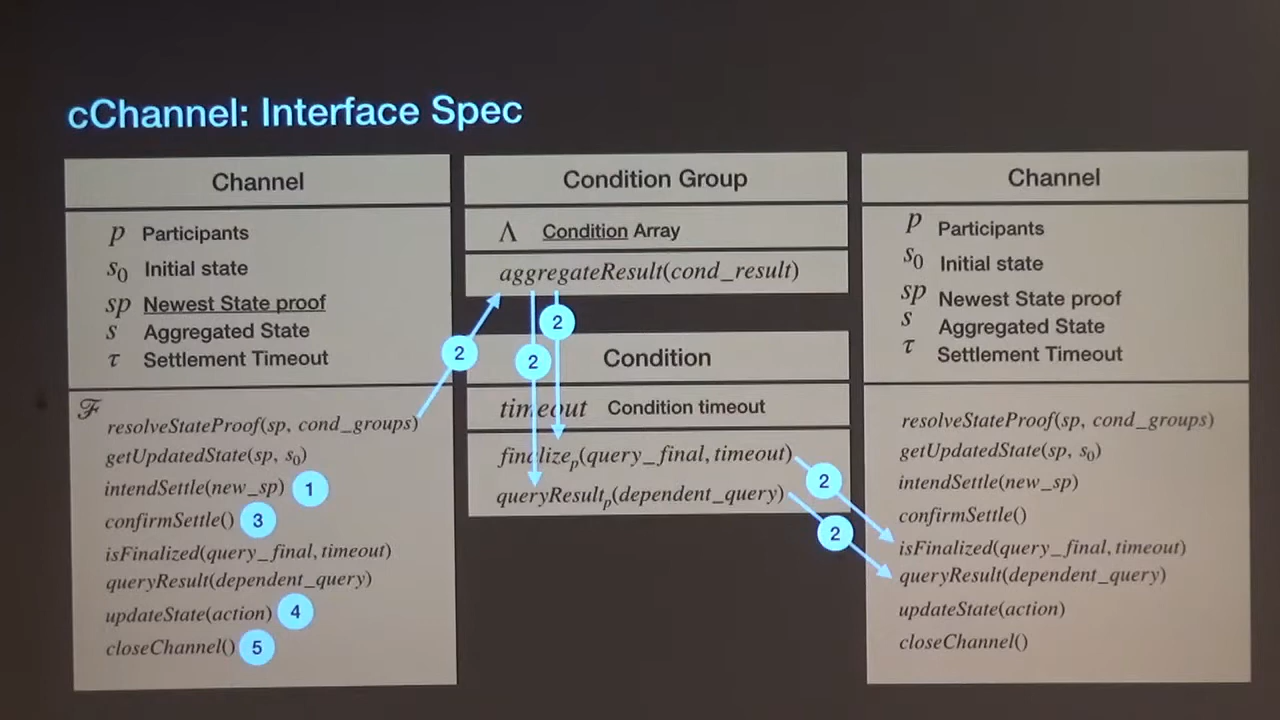 cChannel: Interface Spec
Channel
p Participants
s₀ Initial state
sp Newest State proof
s Aggregated State
τ Settlement Timeout
ℱ
resolveStateProof(sp, cond_groups)
getUpdatedState(sp, s₀)
intendSettle(new_sp) 1
confirmSettle() 3
isFinalized(query_final, timeout)
queryResult(dependent_query)
updateState(action) 4
closeChannel() 5
2
Condition Group
Λ Condition Array
aggregateResult(cond_result)
2
2
Condition
timeout Condition timeout
finalizeₚ(query_final, timeout)
queryResultₚ(dependent_query)
2
2
Channel
p Participants
s₀ Initial state
sp Newest State proof
s Aggregated State
τ Settlement Timeout
resolveStateProof(sp, cond_groups)
getUpdatedState(sp, s₀)
intendSettle(new_sp)
confirmSettle()
isFinalized(query_final, timeout)
queryResult(dependent_query)
updateState(action)
closeChannel()